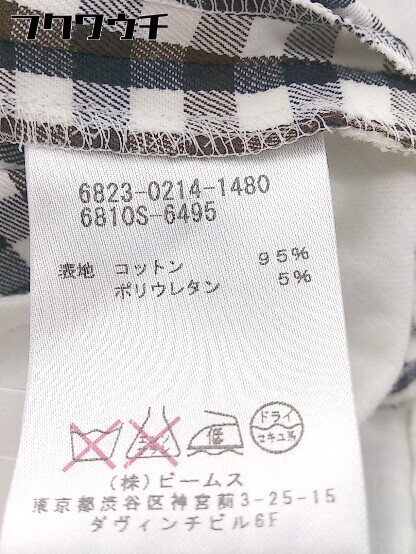 フクワウチ
6823-0214-1480
6810S-6495
表地 コットン 95%
ポリウレタン 5%
低
ドライ
セキユ系
(株)ビームス
東京都渋谷区神宮前3-25-15
ダヴィンチビル6F